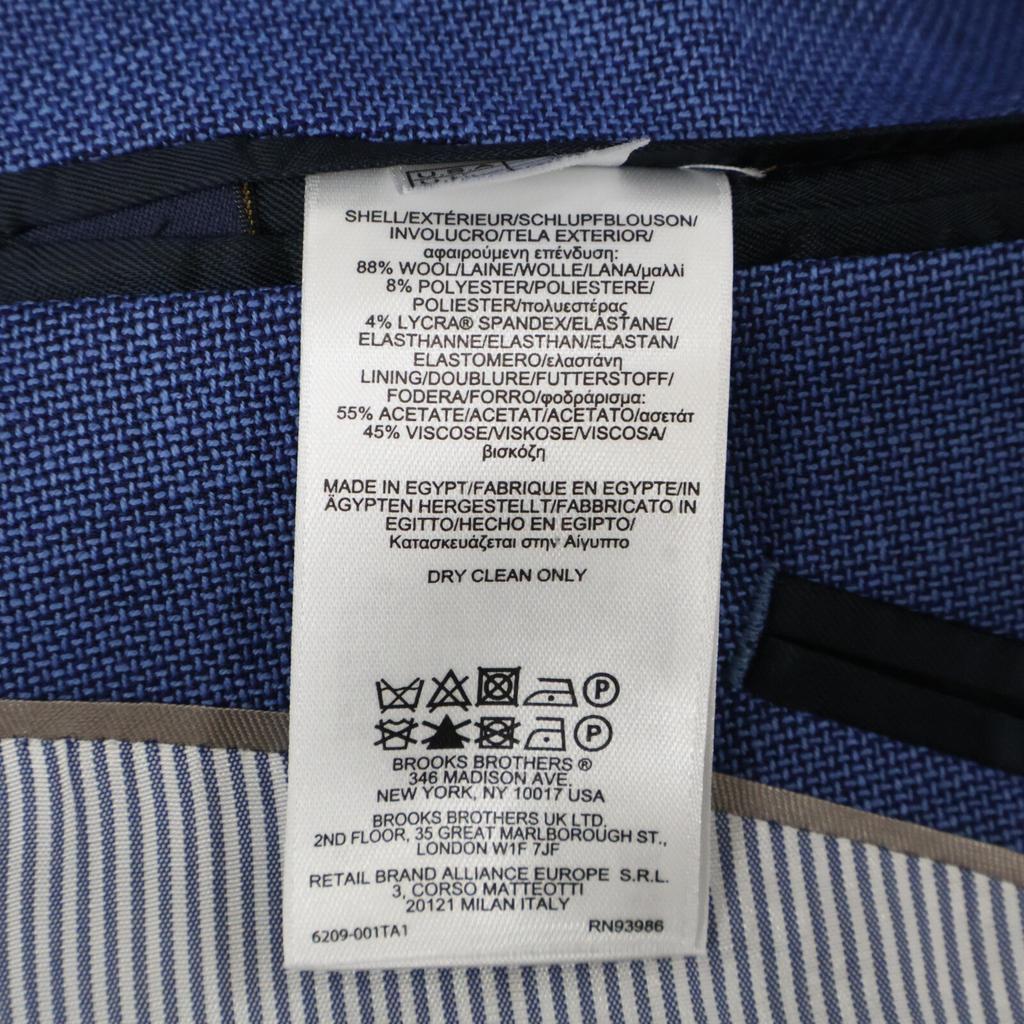 SHELL/EXTÉRIEUR/SCHLUPFBLOUSON/
INVOLUCRO/TELA EXTERIOR/
αφαιρούμενη επένδυση:
88% WOOL/LAINE/WOLLE/LANA/μαλλί
8% POLYESTER/POLIESTERE/
POLIESTER/πολυεστέρας
4% LYCRA® SPANDEX/ELASTANE/
ELASTHANNE/ELASTHAN/ELASTAN/
ELASTOMERO/ελαστάνη
LINING/DOUBLURE/FUTTERSTOFF/
FODERA/FORRO/φοδράρισμα:
55% ACETATE/ACETAT/ACETATO/ασετάτ
45% VISCOSE/VISKOSE/VISCOSA/
βισκόζη
MADE IN EGYPT/FABRIQUE EN EGYPTE/IN
ÄGYPTEN HERGESTELLT/FABBRICATO IN
EGITTO/HECHO EN EGIPTO/
Κατασκευάζεται στην Αίγυπτο
DRY CLEAN ONLY
P
P
BROOKS BROTHERS ®
346 MADISON AVE,
NEW YORK, NY 10017 USA
BROOKS BROTHERS UK LTD,
2ND FLOOR, 35 GREAT MARLBOROUGH ST.,
LONDON W1F 7JF
RETAIL BRAND ALLIANCE EUROPE S.R.L.
3, CORSO MATTEOTTI
20121 MILAN ITALY
6209-001TA1 RN93986